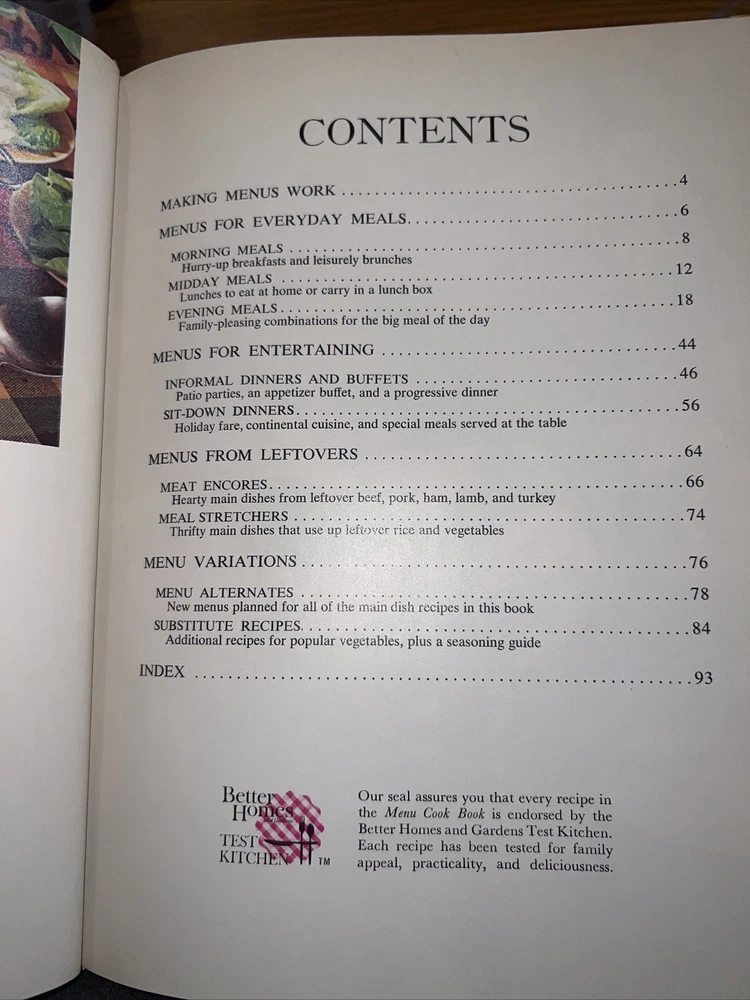 CONTENTS
MAKING MENUS WORK ........................................4
MENUS FOR EVERYDAY MEALS................................6
MORNING MEALS ..............................................8
Hurry-up breakfasts and leisurely brunches
MIDDAY MEALS ..............................................12
Lunches to eat at home or carry in a lunch box
EVENING MEALS..............................................18
Family-pleasing combinations for the big meal of the day
MENUS FOR ENTERTAINING ....................................44
INFORMAL DINNERS AND BUFFETS ..............................46
Patio parties, an appetizer buffet, and a progressive dinner
SIT-DOWN DINNERS............................................56
Holiday fare, continental cuisine, and special meals served at the table
MENUS FROM LEFTOVERS ......................................64
MEAT ENCORES................................................66
Hearty main dishes from leftover beef, pork, ham, lamb, and turkey
MEAL STRETCHERS ............................................74
Thrifty main dishes that use up leftover rice and vegetables
MENU VARIATIONS ............................................76
MENU ALTERNATES ............................................78
New menus planned for all of the main dish recipes in this book
SUBSTITUTE RECIPES..........................................84
Additional recipes for popular vegetables, plus a seasoning guide
INDEX ......................................................93
Better
Homes
TEST
KITCHEN TM
Our seal assures you that every recipe in
the Menu Cook Book is endorsed by the
Better Homes and Gardens Test Kitchen.
Each recipe has been tested for family
appeal, practicality, and deliciousness.